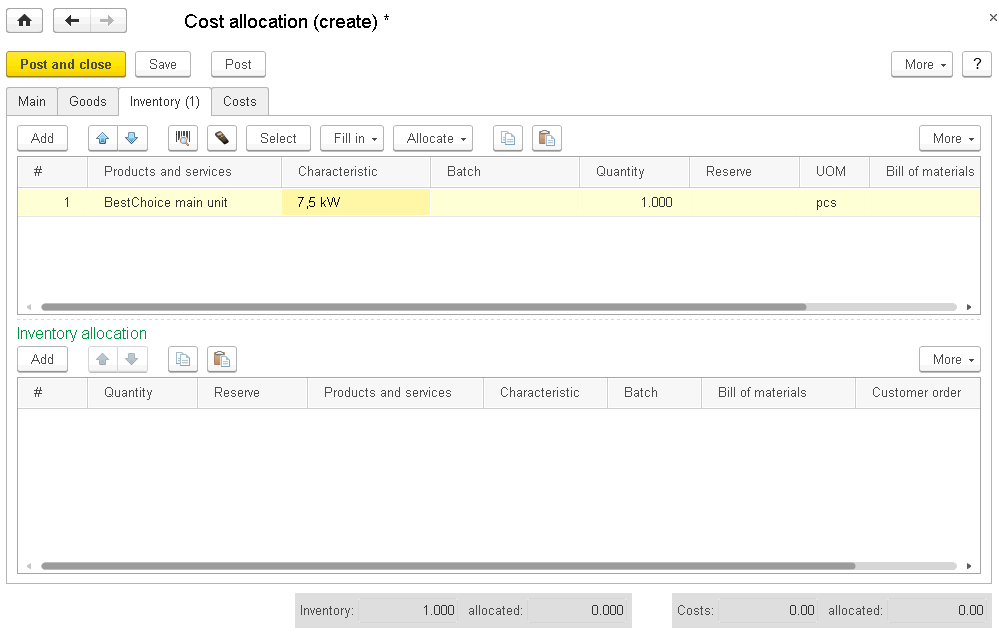 Cost allocation (create) *
×
Post and close Save Post More ?
Main Goods Inventory (1) Costs
Add Select Fill in Allocate More
# Products and services Characteristic Batch Quantity Reserve UOM Bill of materials
1 BestChoice main unit 7,5 kW 1.000 pcs
Inventory allocation
Add More
# Quantity Reserve Products and services Characteristic Batch Bill of materials Customer order
Inventory: 1.000 allocated: 0.000 Costs: 0.00 allocated: 0.00